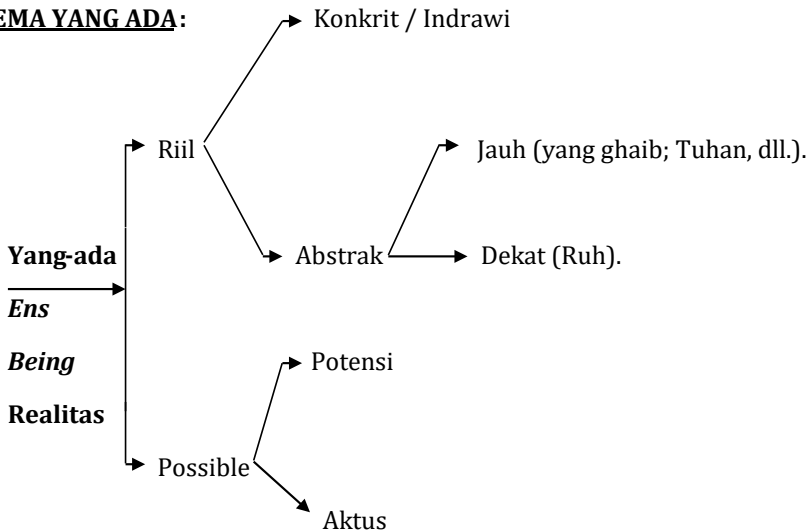 EMA YANG ADA:
Konkrit / Indrawi
Riil
Jauh (yang ghaib; Tuhan, dll.).
Yang-ada
Abstrak
Dekat (Ruh).
Ens
Being
Potensi
Realitas
Possible
Aktus